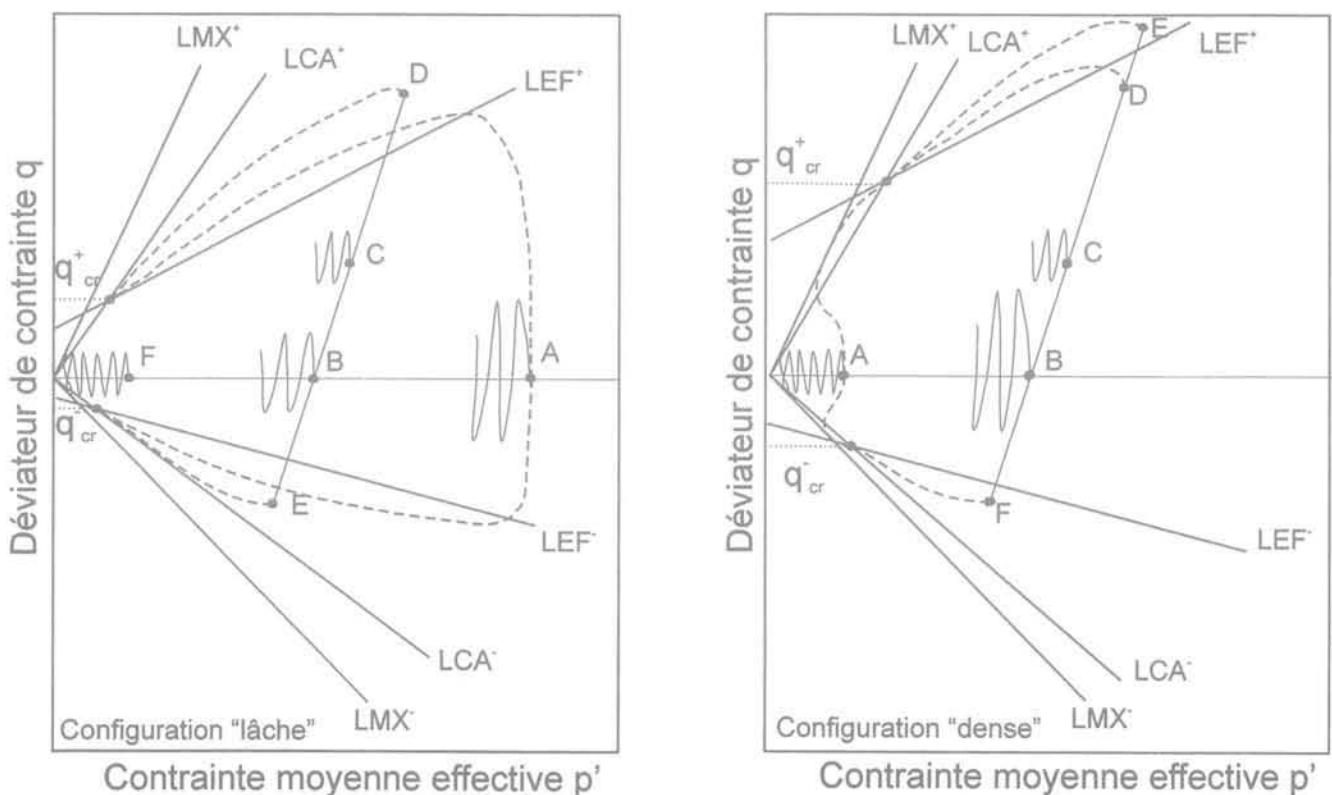 LMX⁺
LCA⁺
D
LEF⁺
q⁺cr
C
F
B
A
q⁻cr
E
LEF⁻
LCA⁻
LMX⁻
Configuration “lâche”
Déviateur de contrainte q
Contrainte moyenne effective p’
LMX⁺
LCA⁺
E
LEF⁺
D
q⁺cr
C
A
B
q⁻cr
F
LEF⁻
LCA⁻
LMX⁻
Configuration “dense”
Déviateur de contrainte q
Contrainte moyenne effective p’